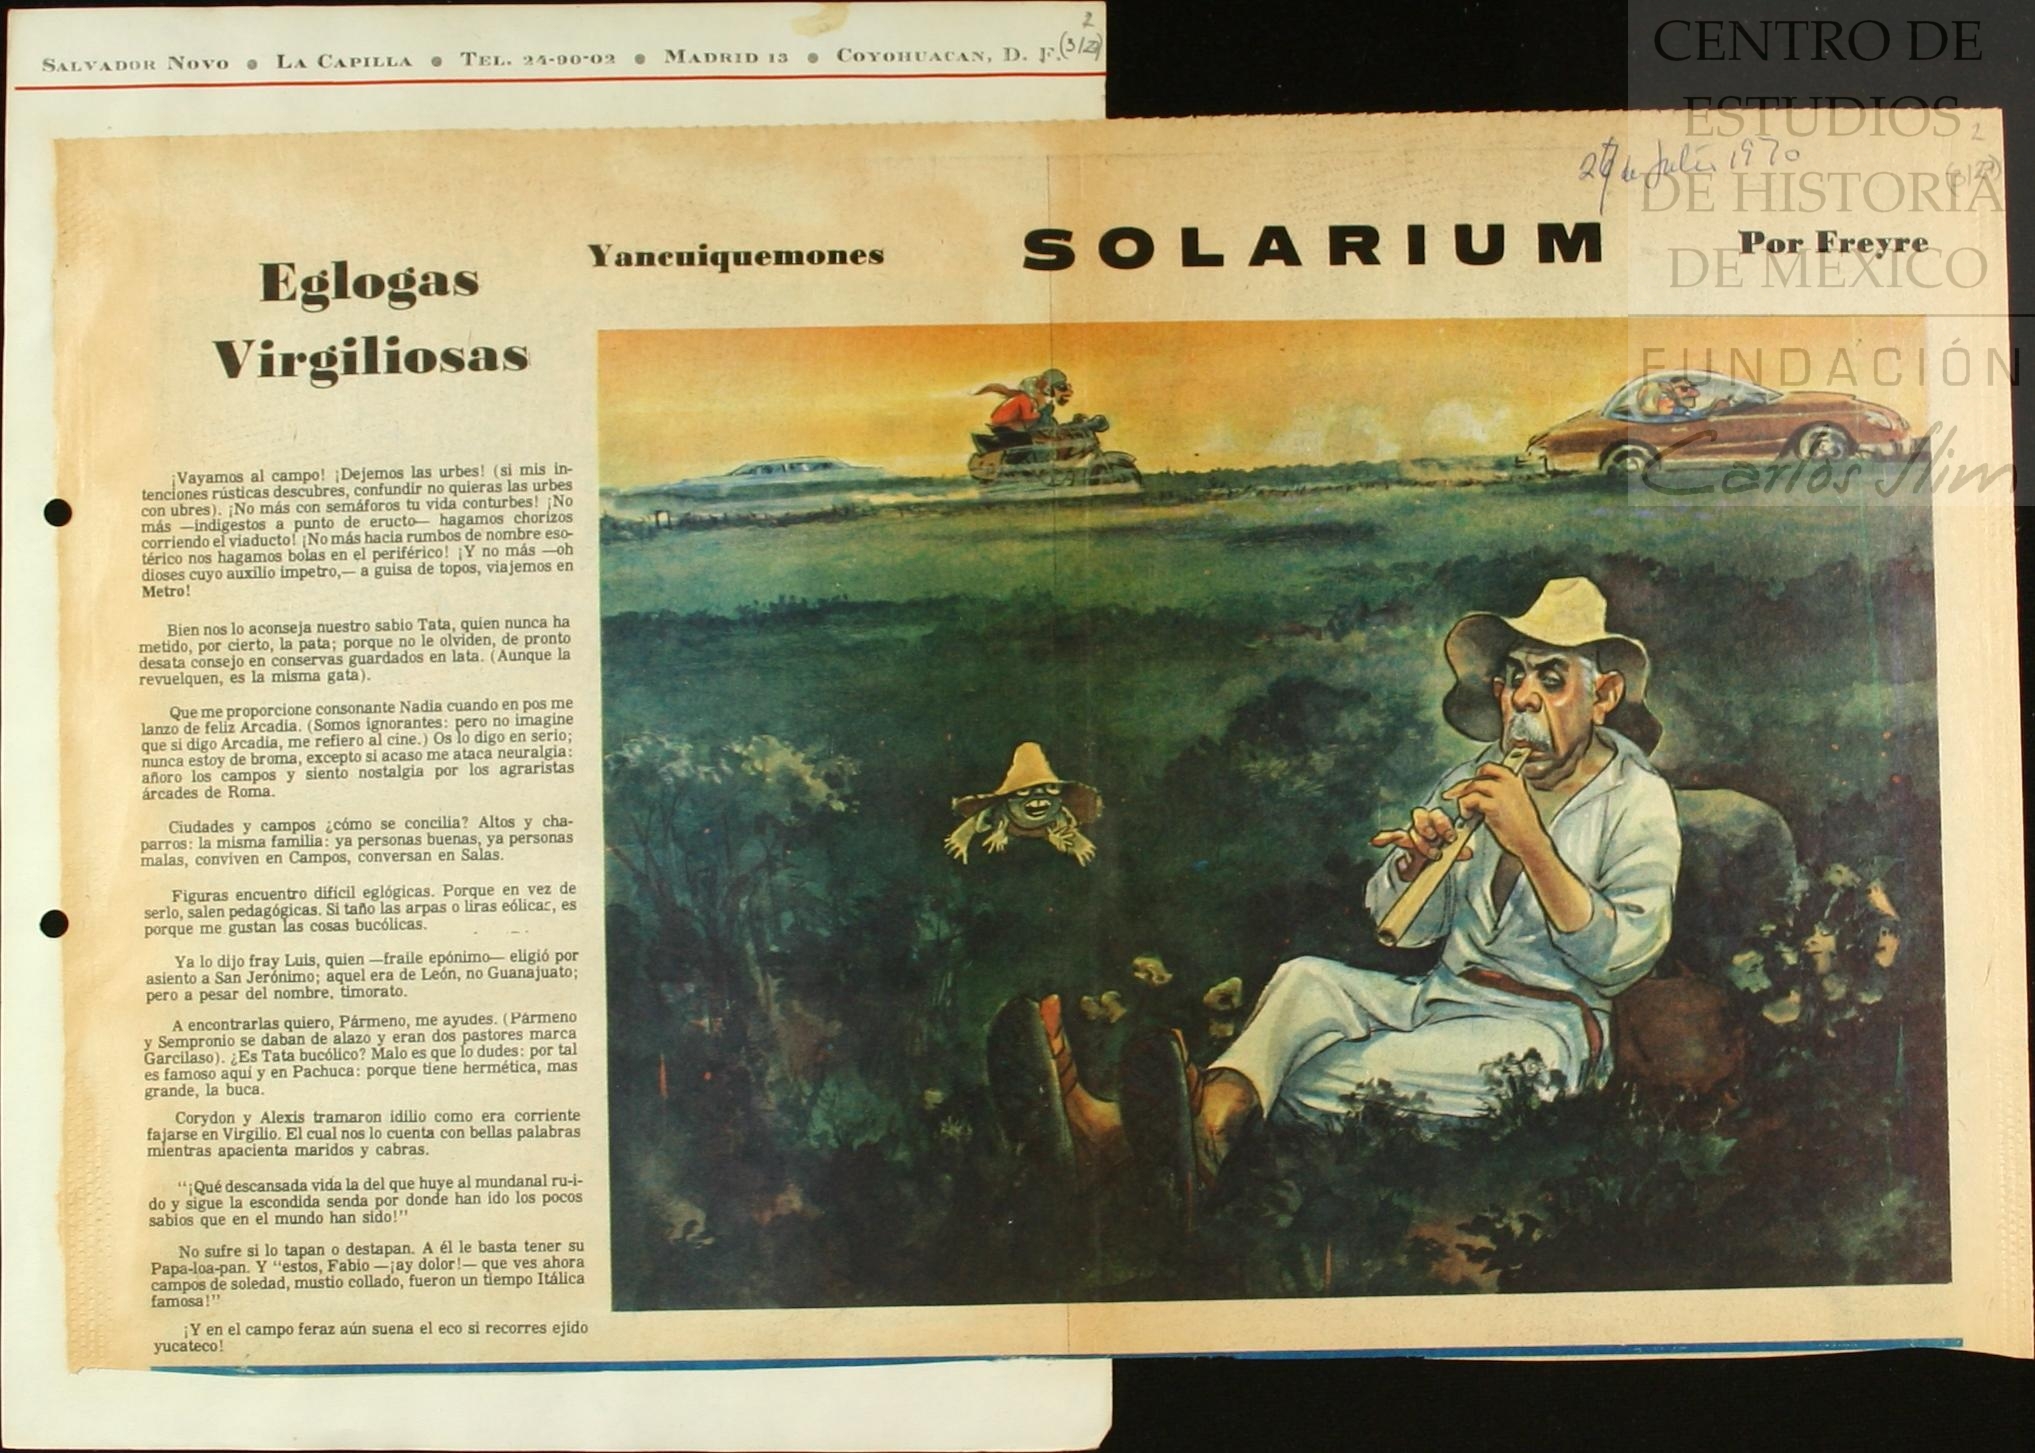 SALVADOR NOVO • LA CAPILLA • TEL. 24-90-02 • MADRID 13 • COYOHUACAN, D. F.
2
(3/27)
CENTRO DE
ESTUDIOS
DE HISTORIA
DE MÉXICO
FUNDACIÓN
Carlos Slim
2
(3/27)
de Julio 1970
Eglogas
Virgiliosas
Yancuiquemones
SOLARIUM
Por Freyre
¡Vayamos al campo! ¡Dejemos las urbes! (si mis in-
tenciones rústicas descubres, confundir no quieras las urbes
con ubres). ¡No más con semáforos tu vida conturbes! ¡No
más —indigestos a punto de eructo— hagamos chorizos
corriendo el viaducto! ¡No más hacia rumbos de nombre eso-
térico nos hagamos bolas en el periférico! ¡Y no más —oh
dioses cuyo auxilio impetro,— a guisa de topos, viajemos en
Metro!
Bien nos lo aconseja nuestro sabio Tata, quien nunca ha
metido, por cierto, la pata; porque no le olviden, de pronto
desata consejo en conservas guardados en lata. (Aunque la
revuelquen, es la misma gata).
Que me proporcione consonante Nadia cuando en pos me
lanzo de feliz Arcadia. (Somos ignorantes: pero no imagine
que si digo Arcadia, me refiero al cine.) Os lo digo en serio;
nunca estoy de broma, excepto si acaso me ataca neuralgia:
añoro los campos y siento nostalgia por los agraristas
árcades de Roma.
Ciudades y campos ¿cómo se concilia? Altos y cha-
parros: la misma familia: ya personas buenas, ya personas
malas, conviven en Campos, conversan en Salas.
Figuras encuentro difícil eglógicas. Porque en vez de
serlo, salen pedagógicas. Si taño las arpas o liras eólicas, es
porque me gustan las cosas bucólicas.
Ya lo dijo fray Luis, quien —fraile epónimo— eligió por
asiento a San Jerónimo; aquel era de León, no Guanajuato;
pero a pesar del nombre, timorato.
A encontrarlas quiero, Pármeno, me ayudes. (Pármeno
y Sempronio se daban de alazo y eran dos pastores marca
Garcilaso). ¿Es Tata bucólico? Malo es que lo dudes: por tal
es famoso aquí y en Pachuca: porque tiene hermética, mas
grande, la buca.
Corydon y Alexis tramaron idilio como era corriente
fajarse en Virgilio. El cual nos lo cuenta con bellas palabras
mientras apacienta maridos y cabras.
"¡Qué descansada vida la del que huye al mundanal ru-i-
do y sigue la escondida senda por donde han ido los pocos
sabios que en el mundo han sido!"
No sufre si lo tapan o destapan. A él le basta tener su
Papa-loa-pan. Y "estos, Fabio —¡ay dolor!— que ves ahora
campos de soledad, mustio collado, fueron un tiempo Itálica
famosa!"
¡Y en el campo feraz aún suena el eco si recorres ejido
yucateco!